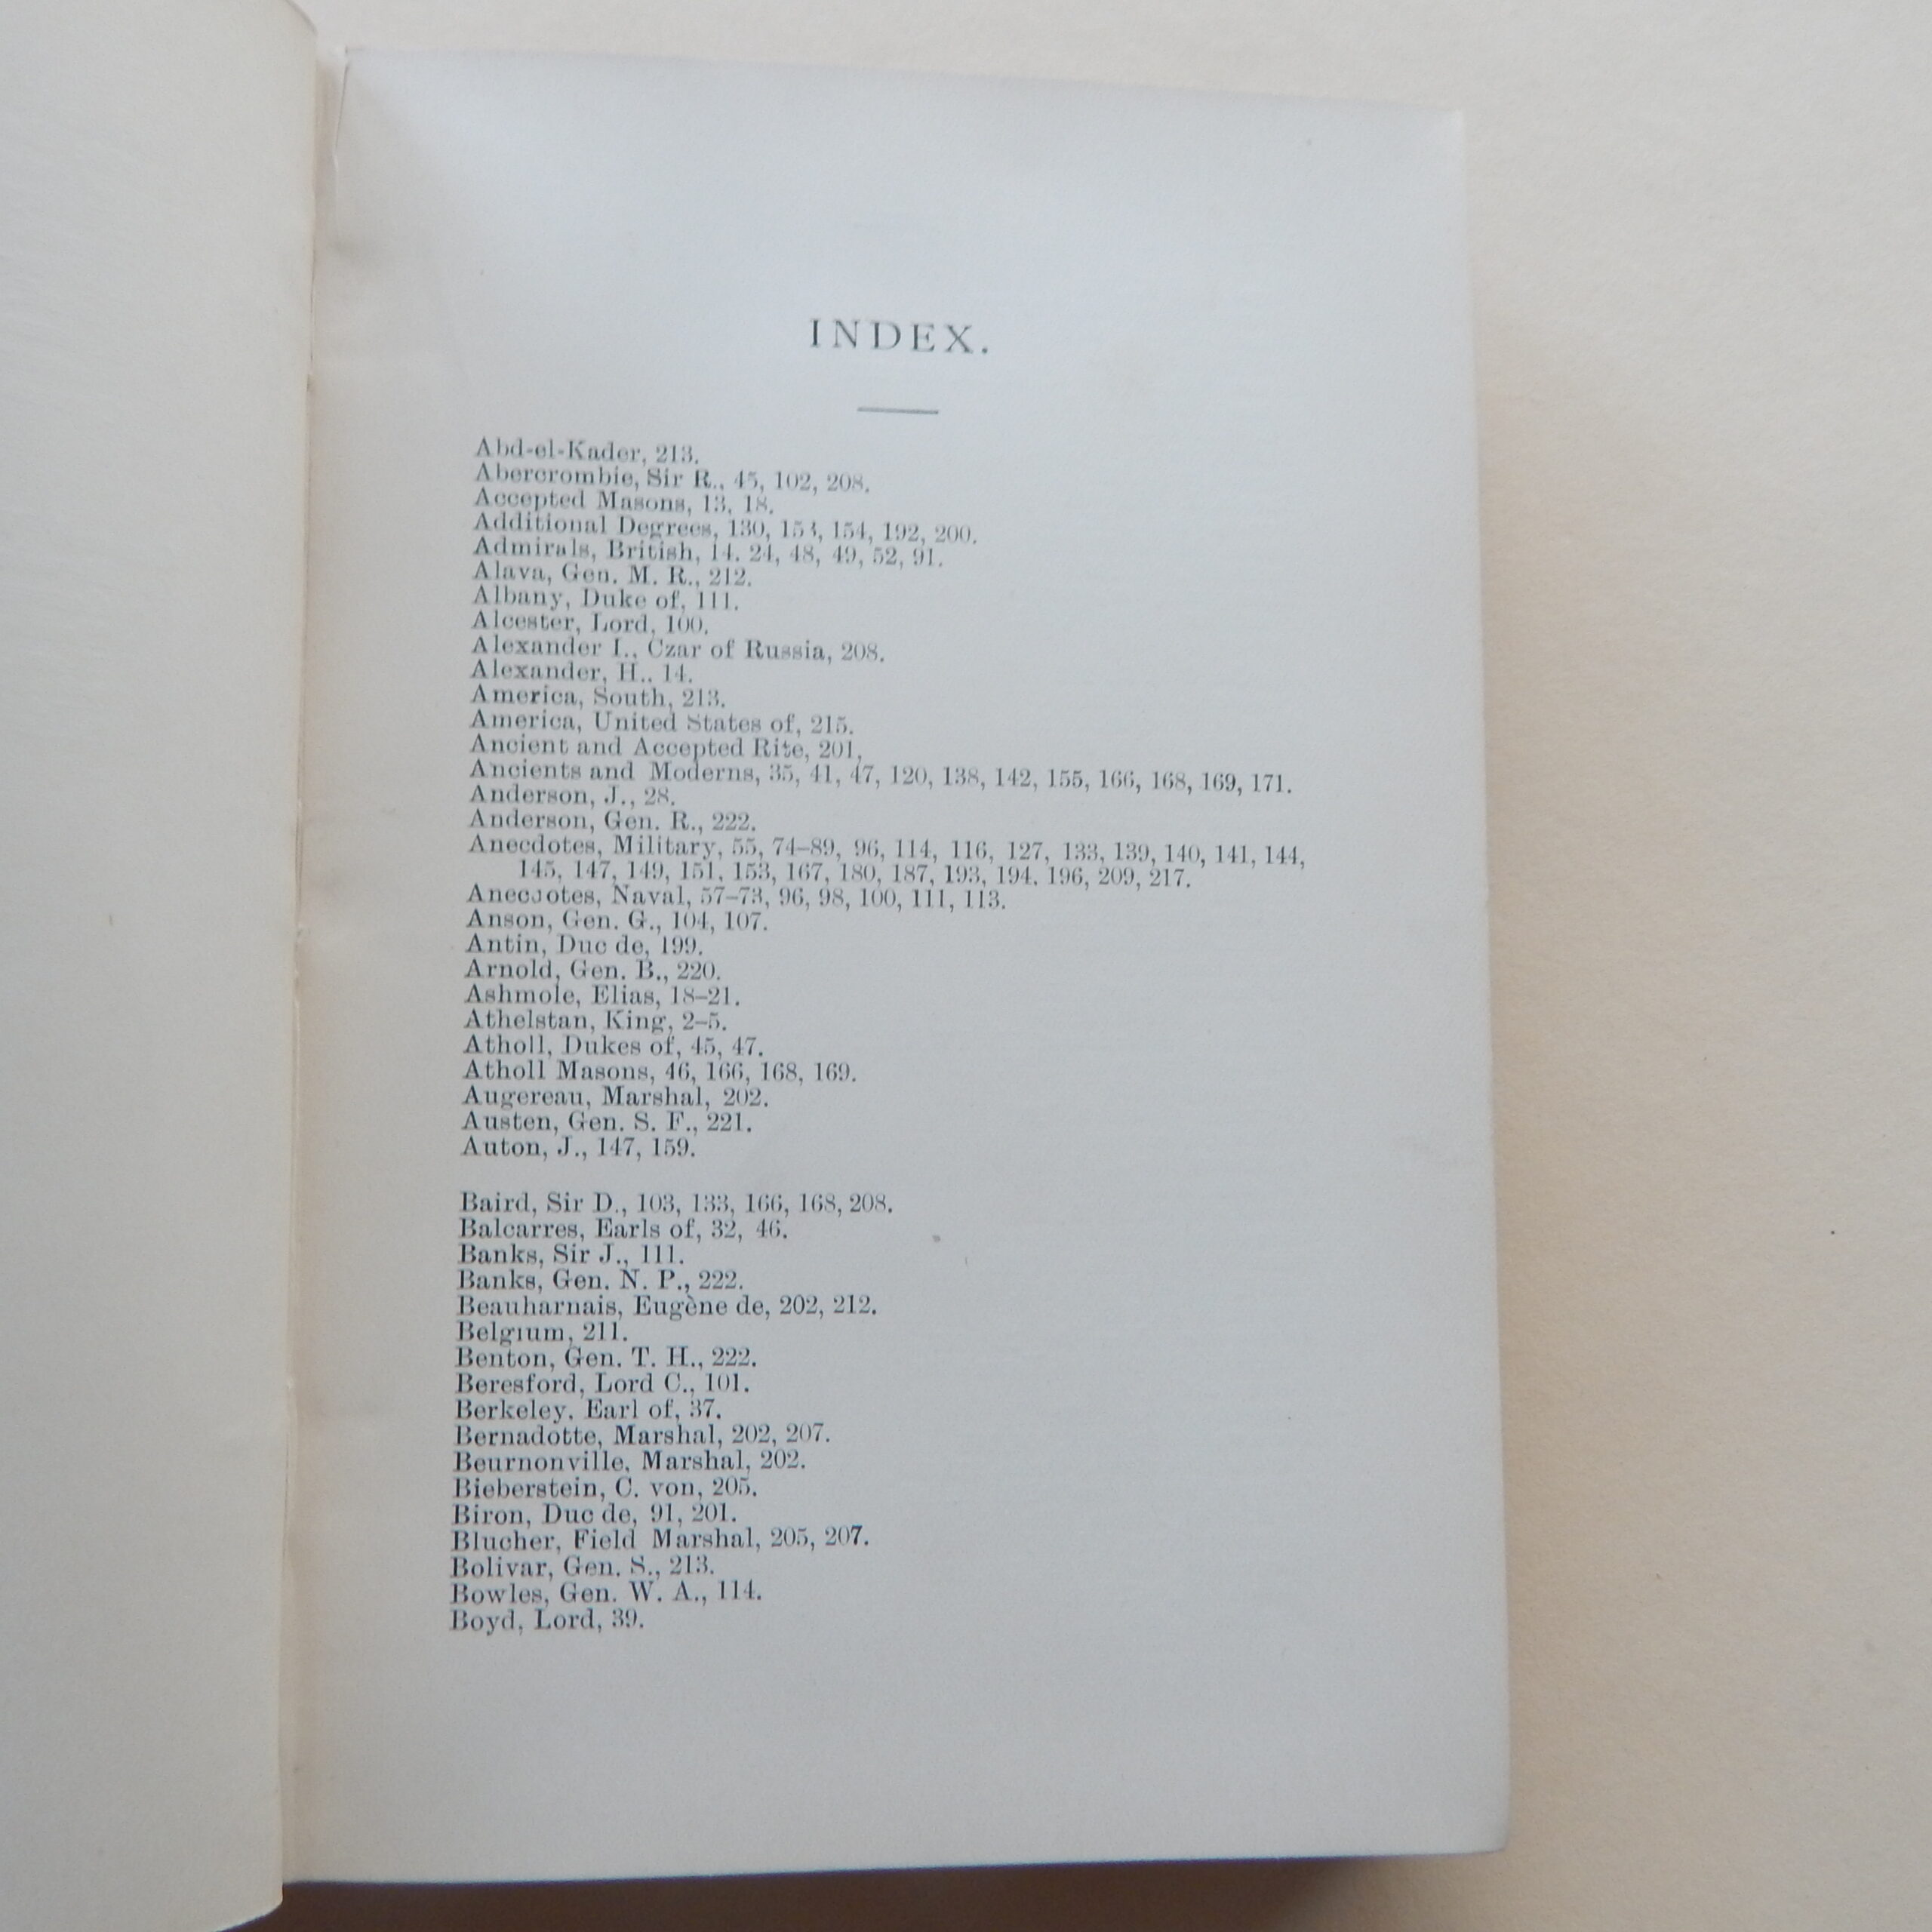 INDEX.
Abd-el-Kader, 213.
Abercrombie, Sir R., 45, 102, 208.
Accepted Masons, 13, 18.
Additional Degrees, 130, 153, 154, 192, 200.
Admirals, British, 14. 24, 48, 49, 52, 91.
Alava, Gen. M. R., 212.
Albany, Duke of, 111.
Alcester, Lord, 100.
Alexander I., Czar of Russia, 208.
Alexander, H., 14.
America, South, 213.
America, United States of, 215.
Ancient and Accepted Rite, 201,
Ancients and Moderns, 35, 41, 47, 120, 138, 142, 155, 166, 168, 169, 171.
Anderson, J., 28.
Anderson, Gen. R., 222.
Anecdotes, Military, 55, 74–89, 96, 114, 116, 127, 133, 139, 140, 141, 144,
145, 147, 149, 151, 153, 167, 180, 187, 193, 194, 196, 209, 217.
Anecdotes, Naval, 57–73, 96, 98, 100, 111, 113.
Anson, Gen. G., 104, 107.
Antin, Duc de, 199.
Arnold, Gen. B., 220.
Ashmole, Elias, 18–21.
Athelstan, King, 2–5.
Atholl, Dukes of, 45, 47.
Atholl Masons, 46, 166, 168, 169.
Augereau, Marshal, 202.
Austen, Gen. S. F., 221.
Auton, J., 147, 159.
Baird, Sir D., 103, 133, 166, 168, 208.
Balcarres, Earls of, 32, 46.
Banks, Sir J., 111.
Banks, Gen. N. P., 222.
Beauharnais, Eugène de, 202, 212.
Belgium, 211.
Benton, Gen. T. H., 222.
Beresford, Lord C., 101.
Berkeley, Earl of, 37.
Bernadotte, Marshal, 202, 207.
Beurnonville, Marshal, 202.
Bieberstein, C. von, 205.
Biron, Duc de, 91, 201.
Blucher, Field Marshal, 205, 207.
Bolivar, Gen. S., 213.
Bowles, Gen. W. A., 114.
Boyd, Lord, 39.